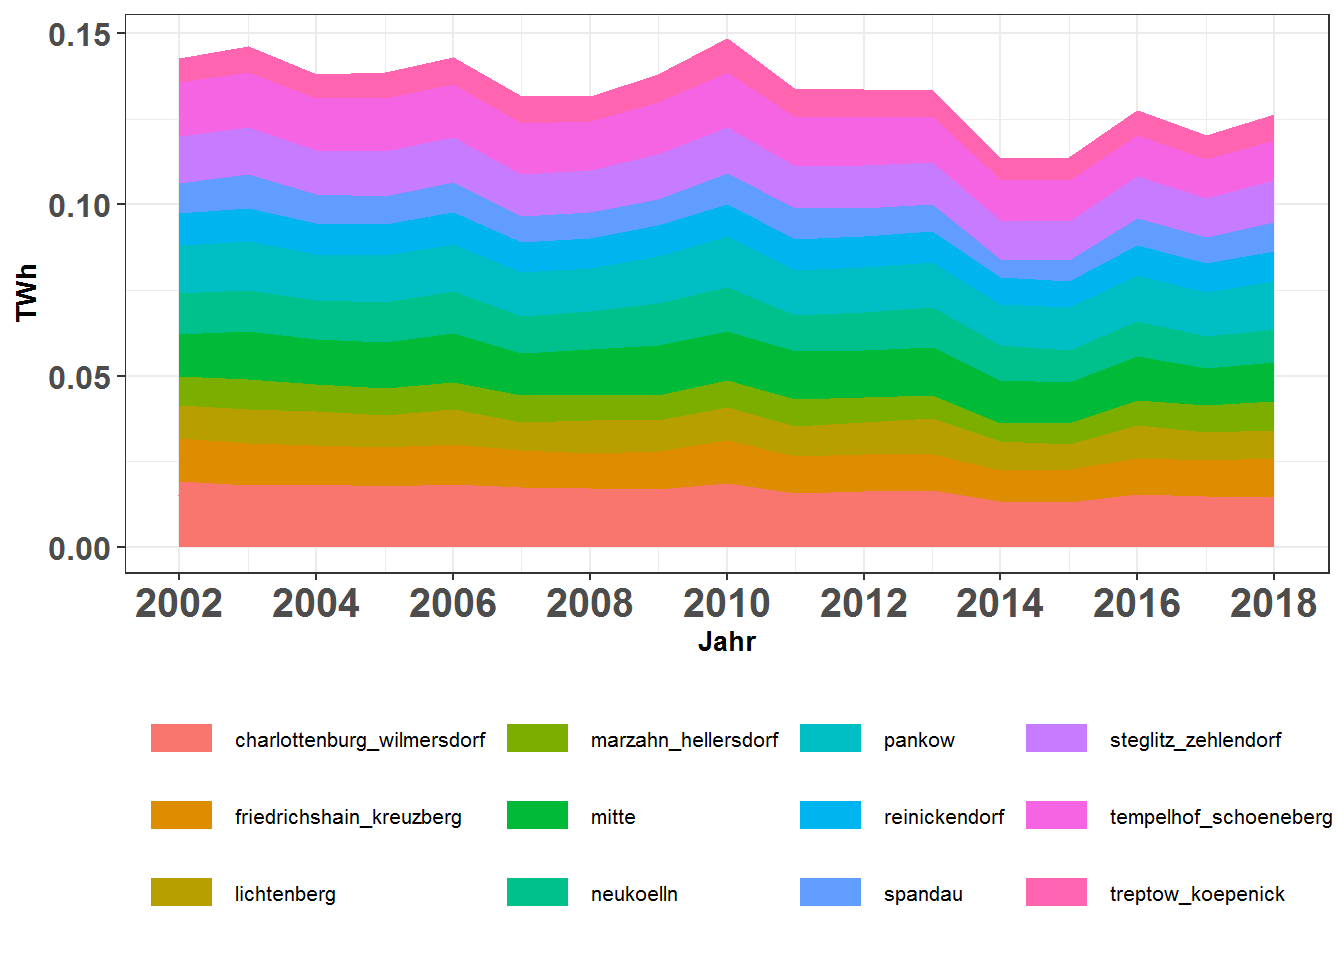 0.15
0.10
0.05
0.00
TWh
2002 2004 2006 2008 2010 2012 2014 2016 2018
Jahr
charlottenburg_wilmersdorf marzahn_hellersdorf pankow steglitz_zehlendorf
friedrichshain_kreuzberg mitte reinickendorf tempelhof_schoeneberg
lichtenberg neukoelln spandau treptow_koepenick